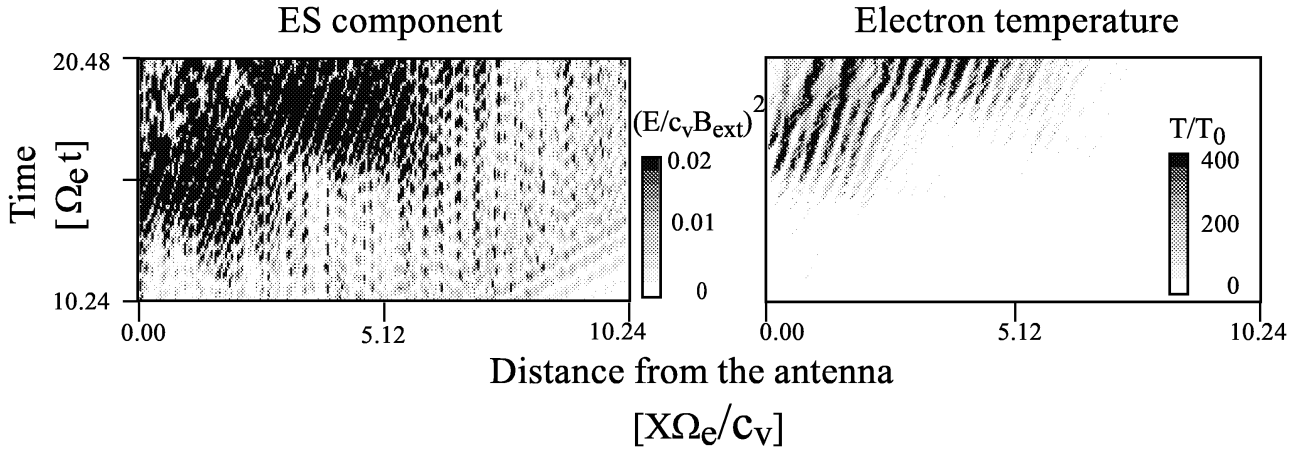 ES component
Electron temperature
20.48
10.24
Time
[Ωe t]
0.00
5.12
10.24
(E/cvBext)2
0.02
0.01
0
T/T0
400
200
0
0.00
5.12
10.24
Distance from the antenna
[XΩe/cv]